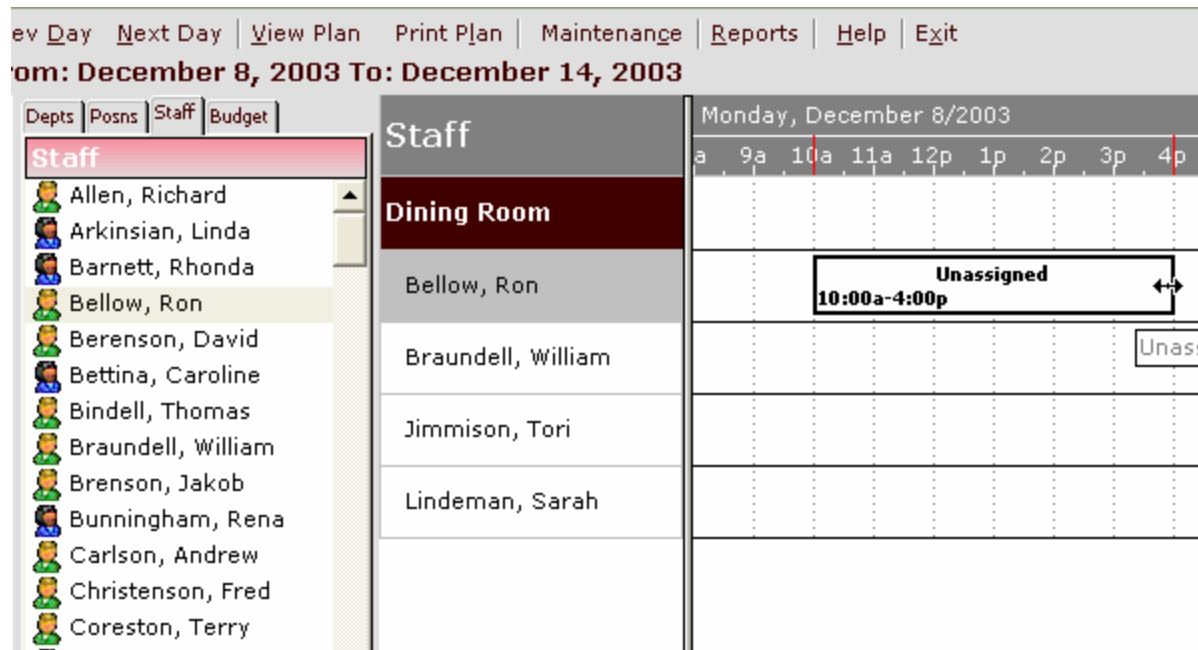 ev Day Next Day View Plan Print Plan Maintenance Reports Help Exit
om: December 8, 2003 To: December 14, 2003
Depts Posns Staff Budget
Staff
Allen, Richard
Arkinsian, Linda
Barnett, Rhonda
Bellow, Ron
Berenson, David
Bettina, Caroline
Bindell, Thomas
Braundell, William
Brenson, Jakob
Bunningham, Rena
Carlson, Andrew
Christenson, Fred
Coreston, Terry
Staff
Dining Room
Bellow, Ron
Braundell, William
Jimmison, Tori
Lindeman, Sarah
Monday, December 8/2003
a 9a 10a 11a 12p 1p 2p 3p 4p
Unassigned
10:00a-4:00p
Unass